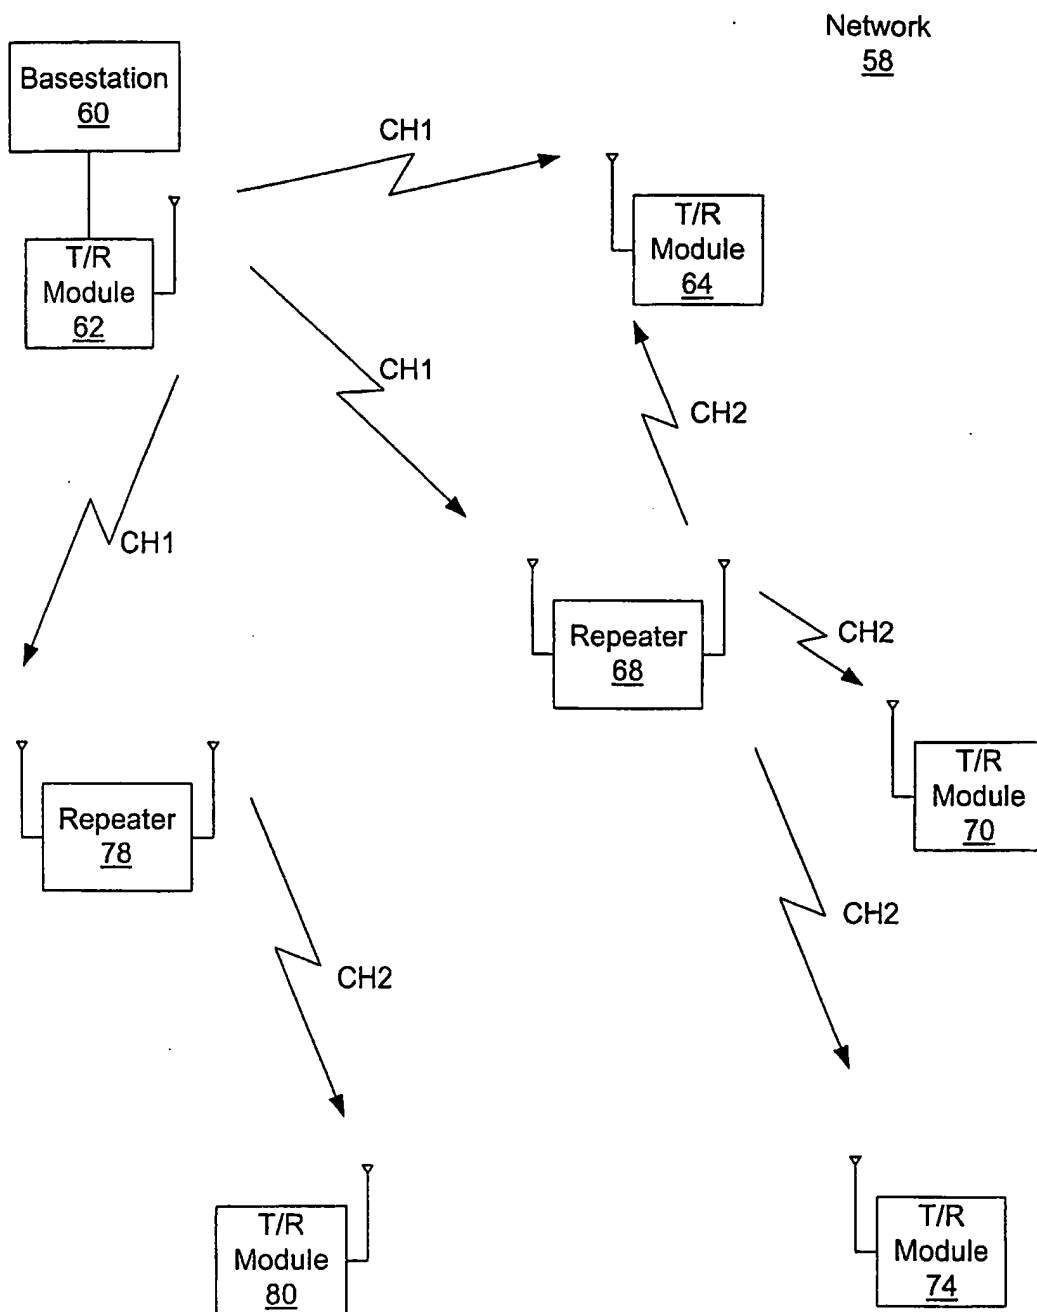 Network
58
Basestation
60
CH1
T/R
Module
62
T/R
Module
64
CH1
CH2
CH1
Repeater
68
CH2
T/R
Module
70
Repeater
78
CH2
CH2
T/R
Module
80
T/R
Module
74